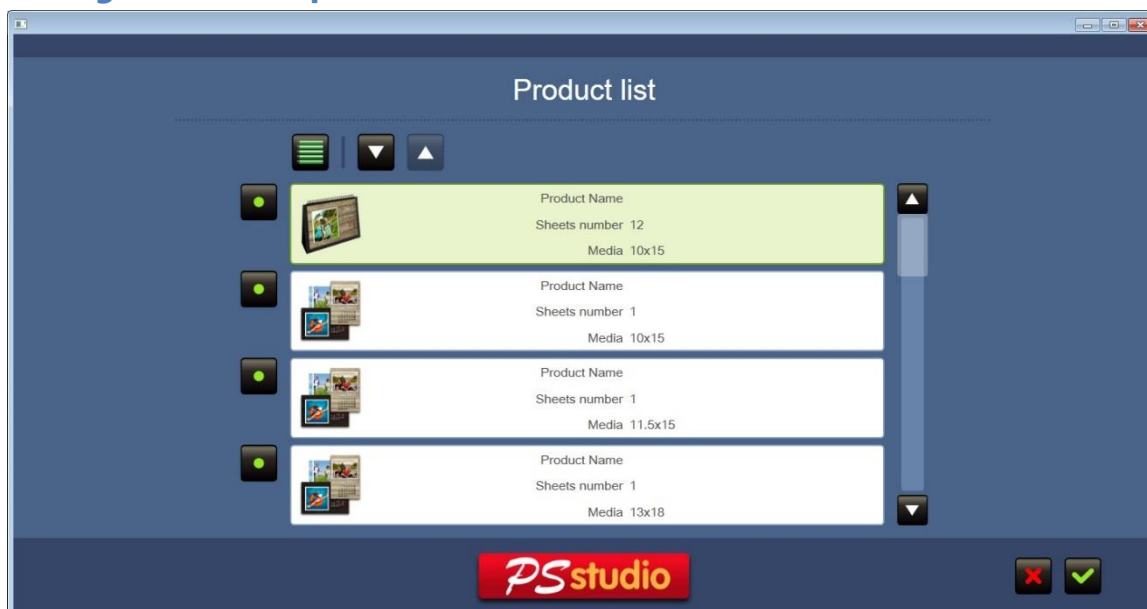 Product list
Product Name
Sheets number 12
Media 10x15
Product Name
Sheets number 1
Media 10x15
Product Name
Sheets number 1
Media 11.5x15
Product Name
Sheets number 1
Media 13x18
PSstudio